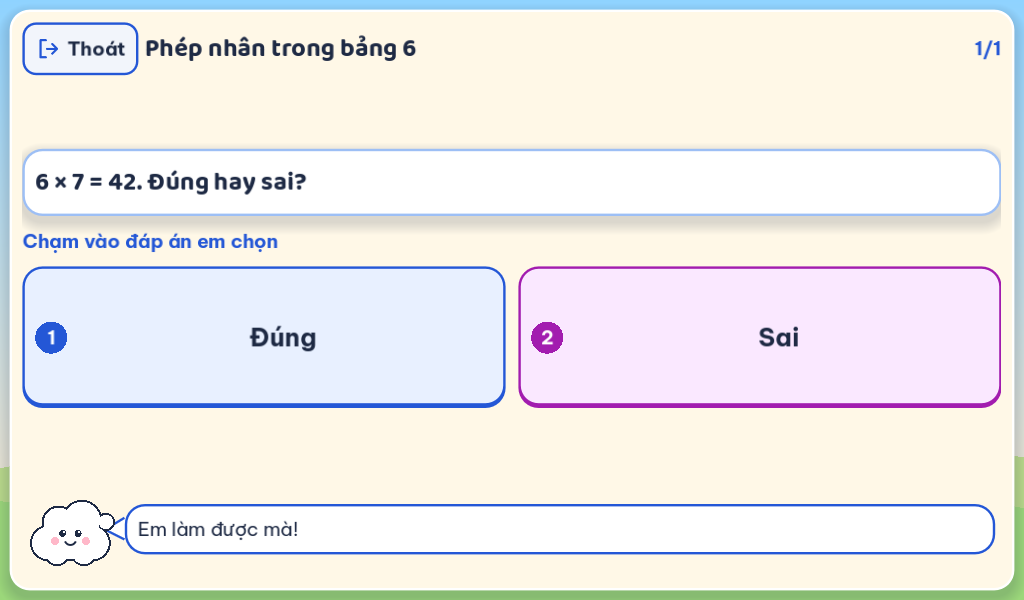 Thoát
Phép nhân trong bảng 6
1/1
6 × 7 = 42. Đúng hay sai?
Chạm vào đáp án em chọn
1
Đúng
2
Sai
Em làm được mà!